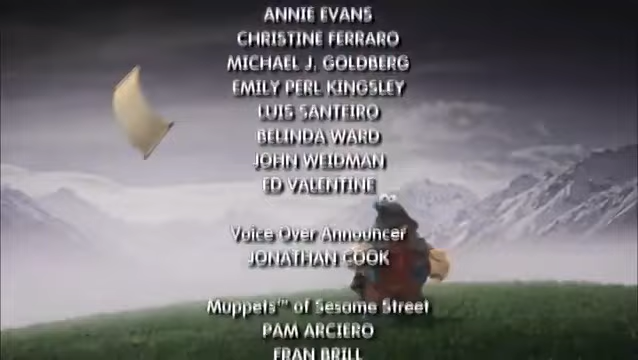 ANNIE EVANS
CHRISTINE FERRARO
MICHAEL J. GOLDBERG
EMILY PERL KINGSLEY
LUIS SANTEIRO
BELINDA WARD
JOHN WEIDMAN
ED VALENTINE
Voice Over Announcer
JONATHAN COOK
Muppets™ of Sesame Street
PAM ARCIERO
FRAN BRILL